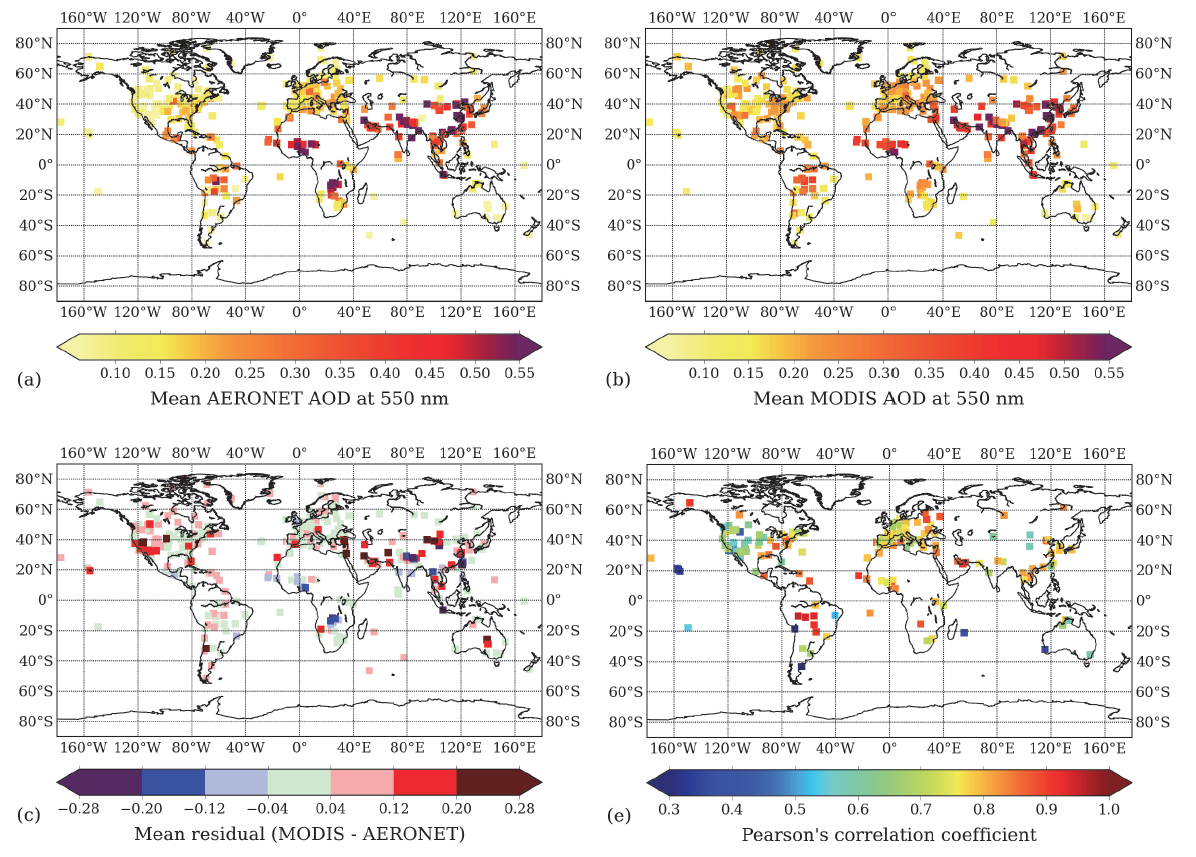 160°W 120°W 80°W 40°W 0° 40°E 80°E 120°E 160°E
80°N 80°N
60°N 60°N
40°N 40°N
20°N 20°N
0° 0°
20°S 20°S
40°S 40°S
60°S 60°S
80°S 80°S
160°W 120°W 80°W 40°W 0° 40°E 80°E 120°E 160°E
0.10 0.15 0.20 0.25 0.30 0.35 0.40 0.45 0.50 0.55
(a)
Mean AERONET AOD at 550 nm
160°W 120°W 80°W 40°W 0° 40°E 80°E 120°E 160°E
80°N 80°N
60°N 60°N
40°N 40°N
20°N 20°N
0° 0°
20°S 20°S
40°S 40°S
60°S 60°S
80°S 80°S
160°W 120°W 80°W 40°W 0° 40°E 80°E 120°E 160°E
0.10 0.15 0.20 0.25 0.30 0.35 0.40 0.45 0.50 0.55
(b)
Mean MODIS AOD at 550 nm
160°W 120°W 80°W 40°W 0° 40°E 80°E 120°E 160°E
80°N 80°N
60°N 60°N
40°N 40°N
20°N 20°N
0° 0°
20°S 20°S
40°S 40°S
60°S 60°S
80°S 80°S
160°W 120°W 80°W 40°W 0° 40°E 80°E 120°E 160°E
−0.28 −0.20 −0.12 −0.04 0.04 0.12 0.20 0.28
(c)
Mean residual (MODIS - AERONET)
160°W 120°W 80°W 40°W 0° 40°E 80°E 120°E 160°E
80°N 80°N
60°N 60°N
40°N 40°N
20°N 20°N
0° 0°
20°S 20°S
40°S 40°S
60°S 60°S
80°S 80°S
160°W 120°W 80°W 40°W 0° 40°E 80°E 120°E 160°E
0.3 0.4 0.5 0.6 0.7 0.8 0.9 1.0
(e)
Pearson's correlation coefficient